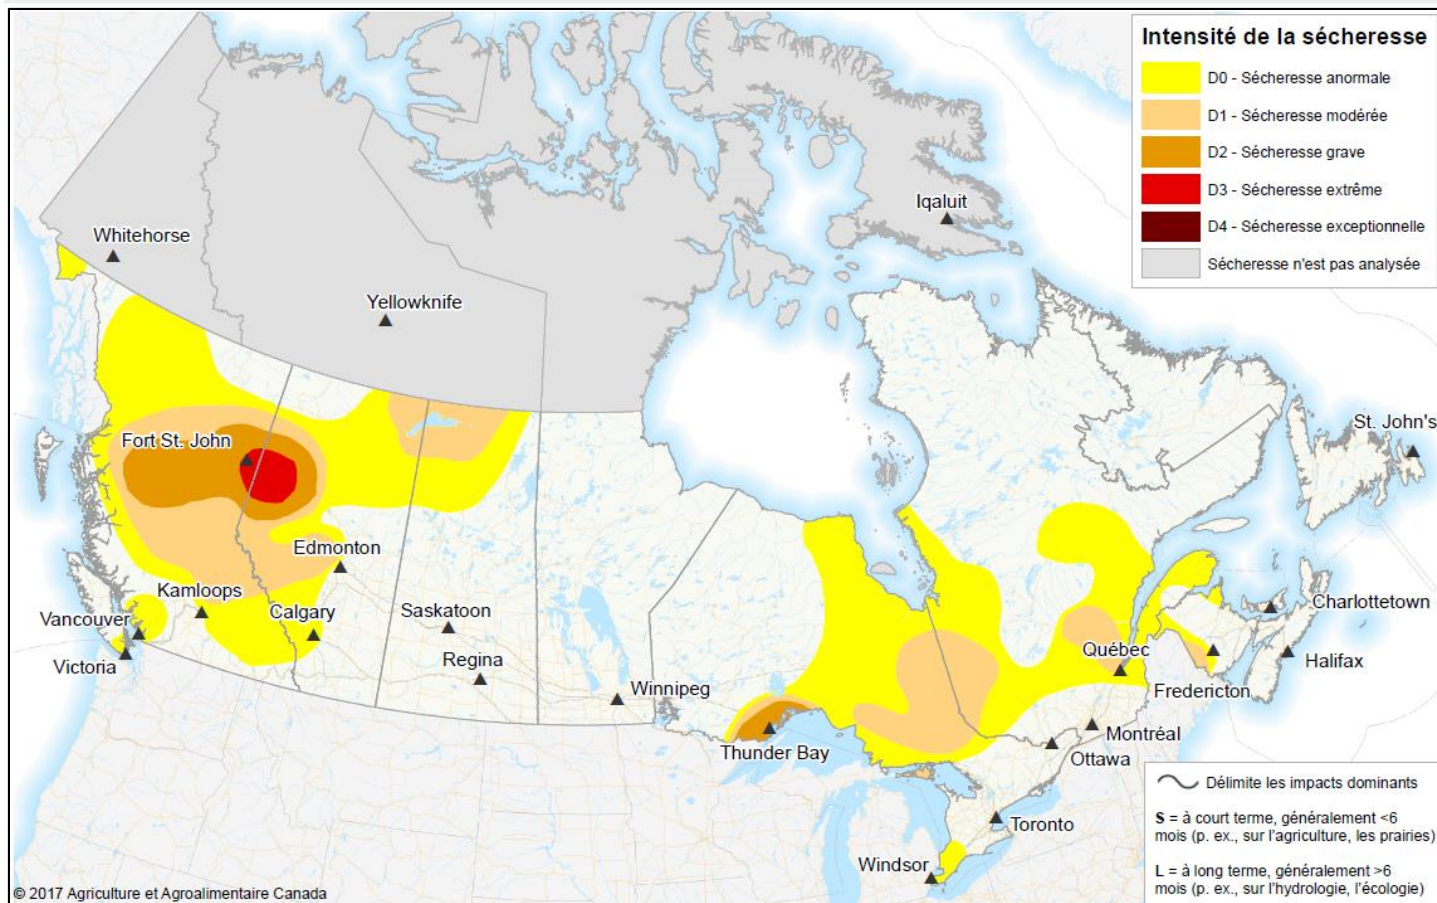 Intensité de la sécheresse
D0 - Sécheresse anormale
D1 - Sécheresse modérée
D2 - Sécheresse grave
D3 - Sécheresse extrême
D4 - Sécheresse exceptionnelle
Sécheresse n'est pas analysée
Iqaluit
Whitehorse
Yellowknife
St. John's
Fort St. John
Edmonton
Kamloops
Calgary
Saskatoon
Vancouver
Victoria
Regina
Winnipeg
Thunder Bay
Charlottetown
Québec
Halifax
Fredericton
Montréal
Ottawa
Toronto
Windsor
Délimite les impacts dominants
S = à court terme, généralement <6
mois (p. ex., sur l'agriculture, les prairies)
L = à long terme, généralement >6
mois (p. ex., sur l'hydrologie, l'écologie)
© 2017 Agriculture et Agroalimentaire Canada